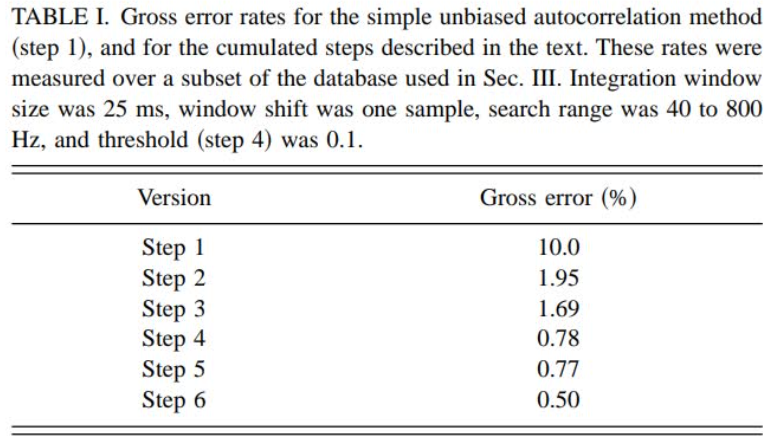 TABLE I. Gross error rates for the simple unbiased autocorrelation method
(step 1), and for the cumulated steps described in the text. These rates were
measured over a subset of the database used in Sec. III. Integration window
size was 25 ms, window shift was one sample, search range was 40 to 800
Hz, and threshold (step 4) was 0.1.
Version Gross error (%)
Step 1 10.0
Step 2 1.95
Step 3 1.69
Step 4 0.78
Step 5 0.77
Step 6 0.50